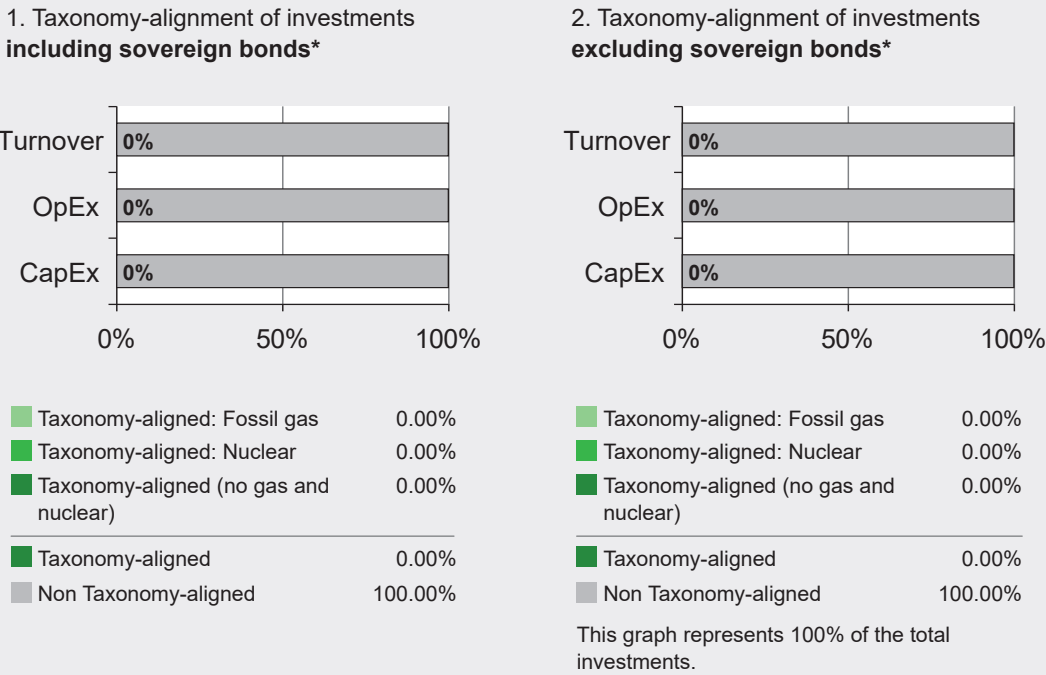 1. Taxonomy-alignment of investments
including sovereign bonds*
Turnover 0%
OpEx 0%
CapEx 0%
0% 50% 100%
Taxonomy-aligned: Fossil gas 0.00%
Taxonomy-aligned: Nuclear 0.00%
Taxonomy-aligned (no gas and 0.00%
nuclear)
Taxonomy-aligned 0.00%
Non Taxonomy-aligned 100.00%
2. Taxonomy-alignment of investments
excluding sovereign bonds*
Turnover 0%
OpEx 0%
CapEx 0%
0% 50% 100%
Taxonomy-aligned: Fossil gas 0.00%
Taxonomy-aligned: Nuclear 0.00%
Taxonomy-aligned (no gas and 0.00%
nuclear)
Taxonomy-aligned 0.00%
Non Taxonomy-aligned 100.00%
This graph represents 100% of the total
investments.